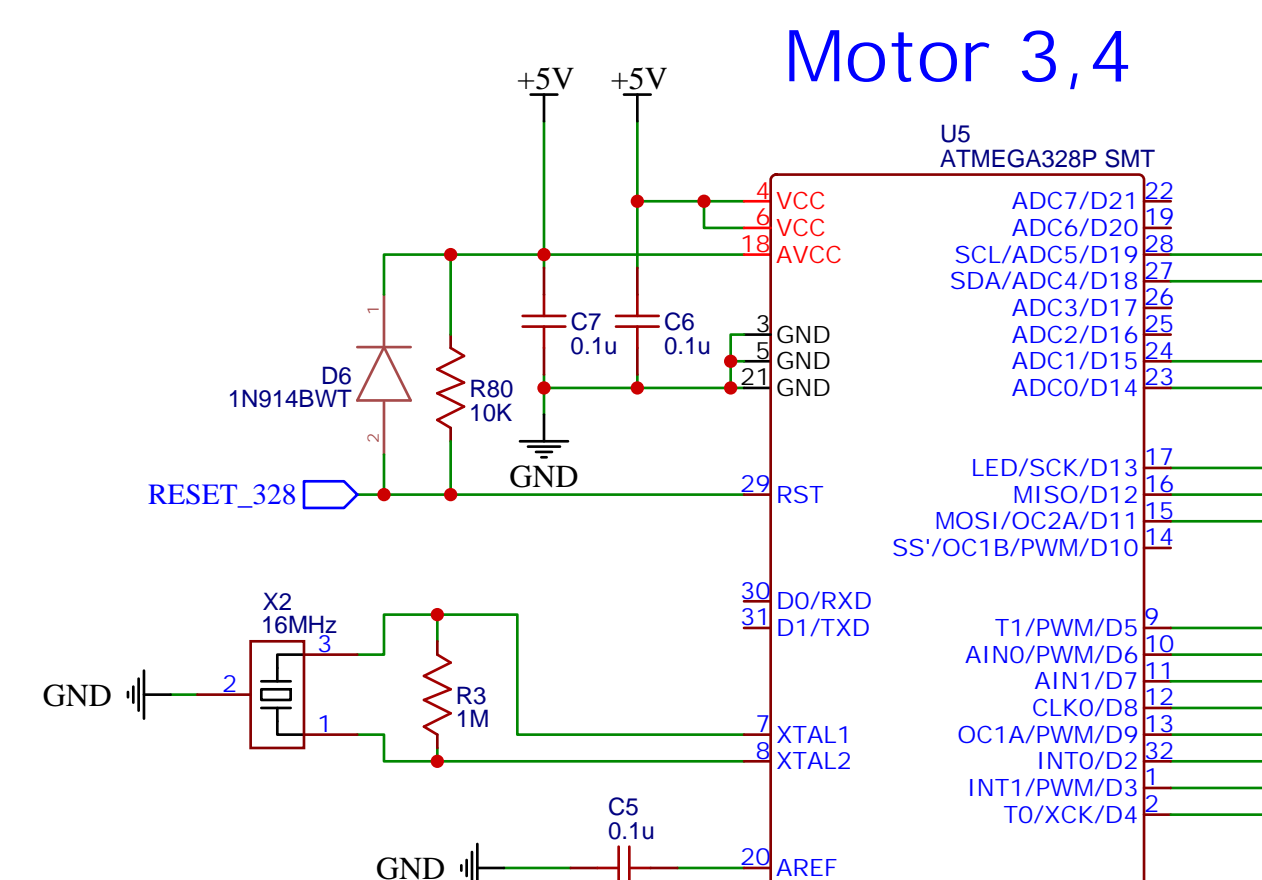 Motor 3,4
+5V
+5V
U5
ATMEGA328P SMT
4
VCC
6
VCC
18
AVCC
3
GND
5
GND
21
GND
29
RST
30
D0/RXD
31
D1/TXD
7
XTAL1
8
XTAL2
20
AREF
ADC7/D21
22
ADC6/D20
19
SCL/ADC5/D19
28
SDA/ADC4/D18
27
ADC3/D17
26
ADC2/D16
25
ADC1/D15
24
ADC0/D14
23
LED/SCK/D13
17
MISO/D12
16
MOSI/OC2A/D11
15
SS'/OC1B/PWM/D10
14
T1/PWM/D5
9
AIN0/PWM/D6
10
AIN1/D7
11
CLK0/D8
12
OC1A/PWM/D9
13
INT0/D2
32
INT1/PWM/D3
1
T0/XCK/D4
2
C7
0.1u
C6
0.1u
1
D6
1N914BWT
2
R80
10K
GND
RESET_328
X2
16MHz
3
2
1
GND
R3
1M
C5
0.1u
GND